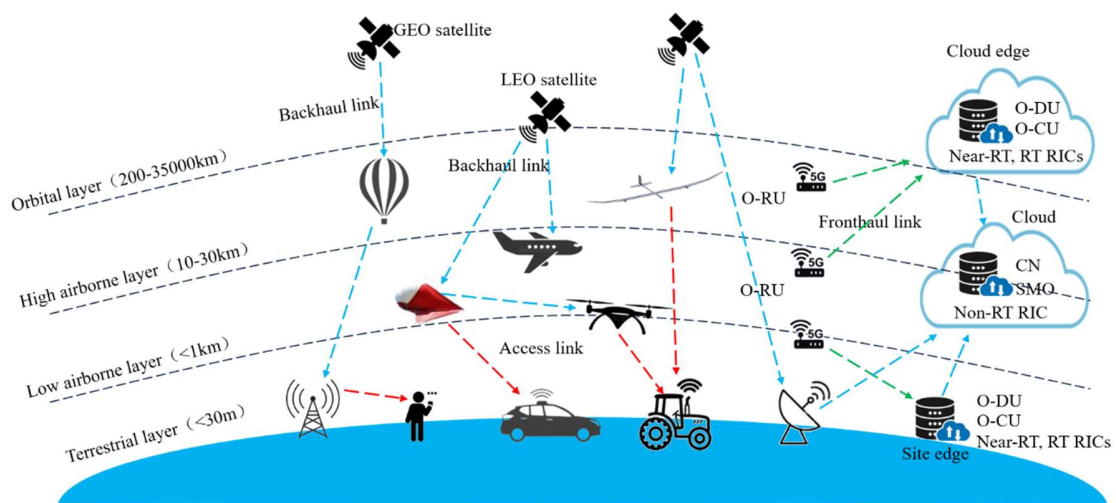 GEO satellite
Cloud edge
LEO satellite
Backhaul link
O-DU
O-CU
Near-RT, RT RICs
Backhaul link
Orbital layer（200-35000km）
5G
O-RU
Fronthaul link
Cloud
High airborne layer (10-30km)
5G
O-RU
CN
SMO
Non-RT RIC
Low airborne layer（<1km）
Access link
5G
Terrestrial layer（<30m）
O-DU
O-CU
Near-RT, RT RICs
Site edge